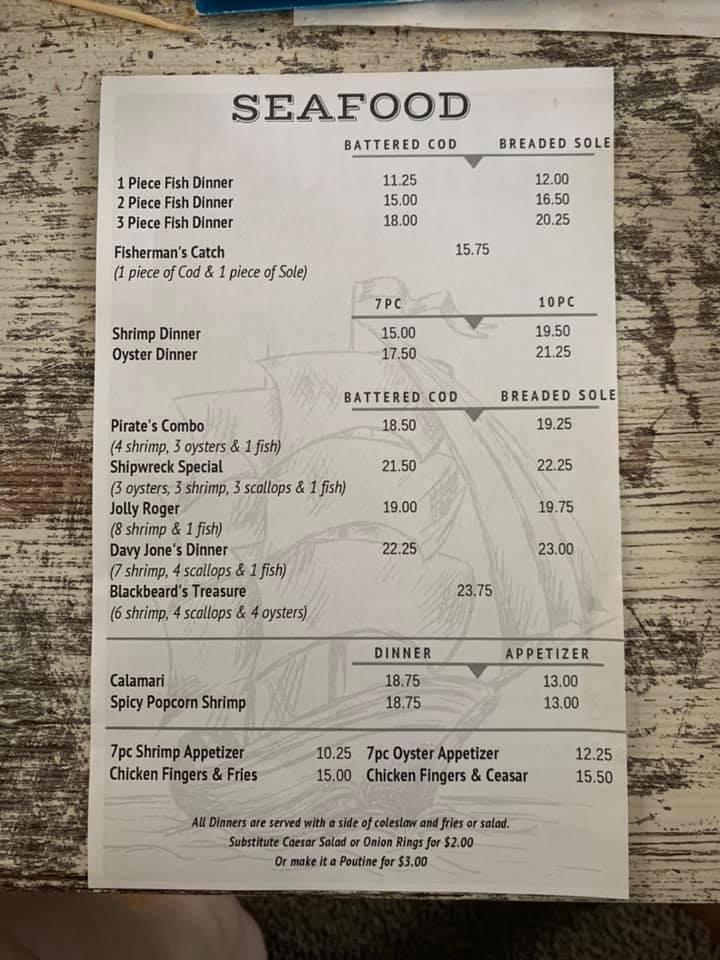 SEAFOOD
BATTERED COD BREADED SOLE
1 Piece Fish Dinner 11.25 12.00
2 Piece Fish Dinner 15.00 16.50
3 Piece Fish Dinner 18.00 20.25
Fisherman's Catch 15.75
(1 piece of Cod & 1 piece of Sole)
7PC 10PC
Shrimp Dinner 15.00 19.50
Oyster Dinner 17.50 21.25
BATTERED COD BREADED SOLE
Pirate's Combo 18.50 19.25
(4 shrimp, 3 oysters & 1 fish)
Shipwreck Special 21.50 22.25
(3 oysters, 3 shrimp, 3 scallops & 1 fish)
Jolly Roger 19.00 19.75
(8 shrimp & 1 fish)
Davy Jone's Dinner 22.25 23.00
(7 shrimp, 4 scallops & 1 fish)
Blackbeard's Treasure 23.75
(6 shrimp, 4 scallops & 4 oysters)
DINNER APPETIZER
Calamari 18.75 13.00
Spicy Popcorn Shrimp 18.75 13.00
7pc Shrimp Appetizer 10.25 7pc Oyster Appetizer 12.25
Chicken Fingers & Fries 15.00 Chicken Fingers & Ceasar 15.50
All Dinners are served with a side of coleslaw and fries or salad.
Substitute Caesar Salad or Onion Rings for $2.00
Or make it a Poutine for $3.00